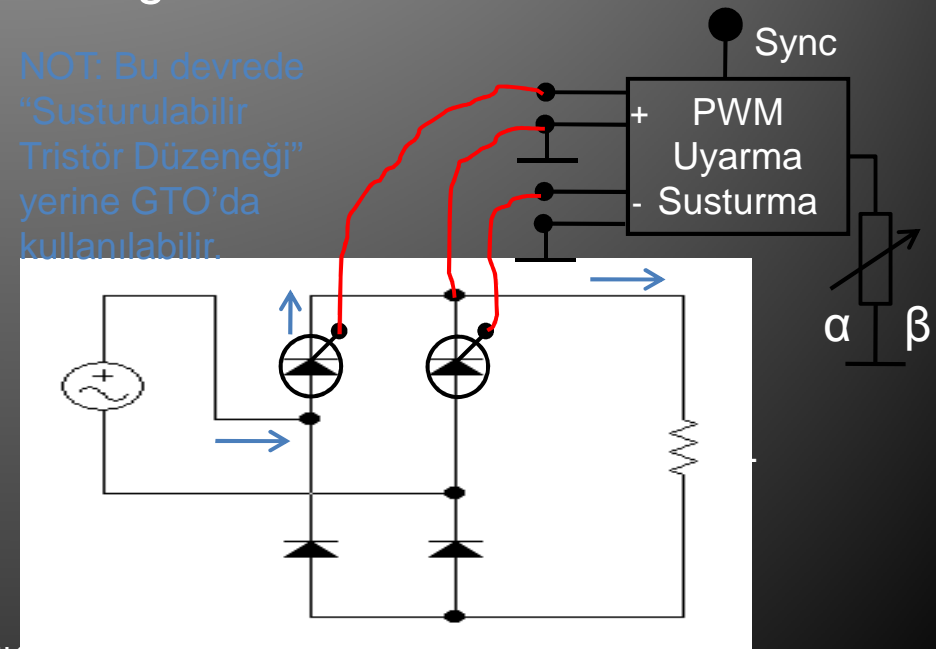 NOT: Bu devrede
“Susturulabilir
Tristör Düzeneği”
yerine GTO’da
kullanılabilir.
Sync
+ PWM
Uyarma
- Susturma
α β
+